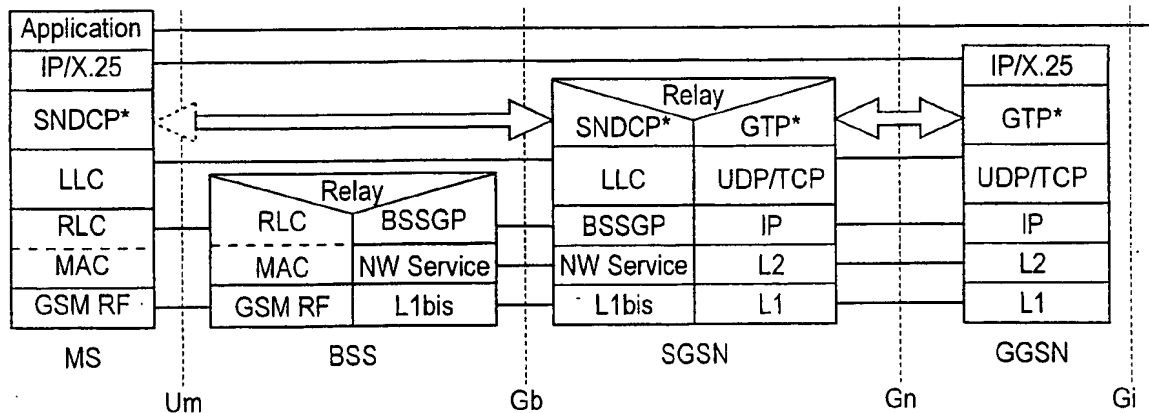 Application
IP/X.25
SNDCP*
LLC
RLC
MAC
GSM RF
MS
Relay
RLC
BSSGP
MAC
NW Service
GSM RF
L1bis
BSS
Relay
SNDCP*
GTP*
LLC
UDP/TCP
BSSGP
IP
NW Service
L2
L1bis
L1
SGSN
IP/X.25
GTP*
UDP/TCP
IP
L2
L1
GGSN
Um
Gb
Gn
Gi